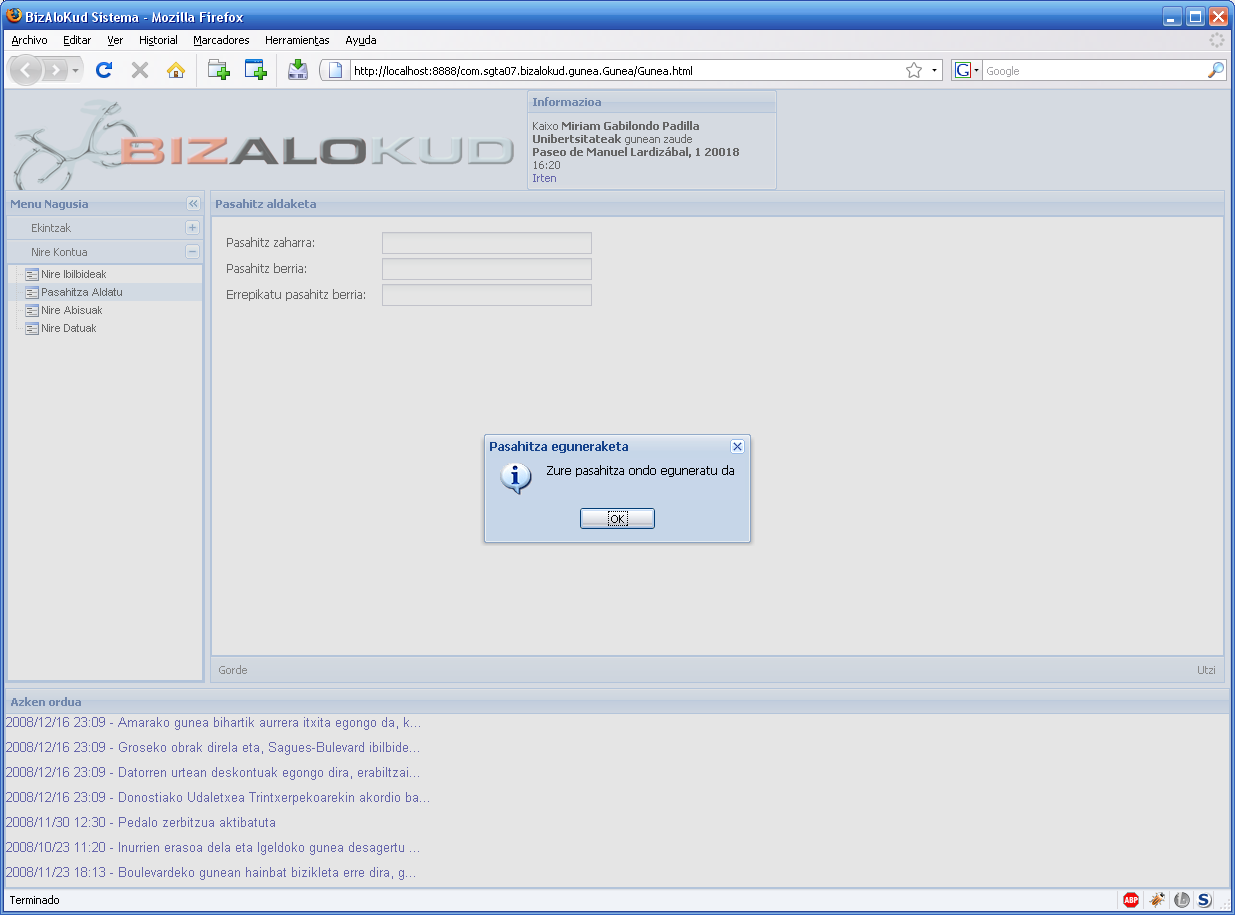 BizAloKud Sistema - Mozilla Firefox
Archivo Editar Ver Historial Marcadores Herramientas Ayuda
http://localhost:8888/com.sgta07.bizalokud.gunea.Gunea/Gunea.html
G Google
BIZALOKUD
Informazioa
Kaixo Miriam Gabilondo Padilla
Unibertsitateak gunean zaude
Paseo de Manuel Lardizábal, 1 20018
16:20
Irten
Menu Nagusia
Ekintzak
Nire Kontua
Nire Ibilbideak
Pasahitza Aldatu
Nire Abisuak
Nire Datuak
Pasahitz aldaketa
Pasahitz zaharra:
Pasahitz berria:
Errepikatu pasahitz berria:
Pasahitza eguneraketa
Zure pasahitza ondo eguneratu da
OK
Gorde Utzi
Azken ordua
2008/12/16 23:09 - Amarako gunea bihartik aurrera itxita egongo da, k...
2008/12/16 23:09 - Groseko obrak direla eta, Sagues-Bulevard ibilbide...
2008/12/16 23:09 - Datorren urtean deskontuak egongo dira, erabiltzai...
2008/12/16 23:09 - Donostiako Udaletxea Trintxerpekoarekin akordio ba...
2008/11/30 12:30 - Pedalo zerbitzua aktibatuta
2008/10/23 11:20 - Inurrien erasoa dela eta Igeldoko gunea desagertu ...
2008/11/23 18:13 - Boulevardeko gunean hainbat bizikleta erre dira, g...
Terminado
ABP